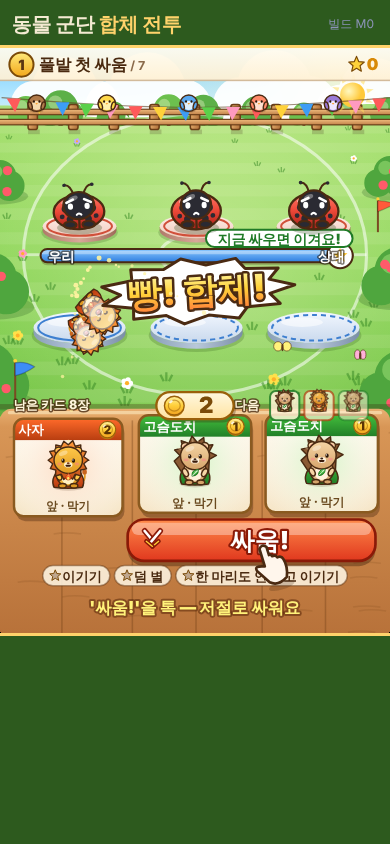 동물 군단 합체 전투
빌드 M0
1 풀밭 첫 싸움 / 7
0
지금 싸우면 이겨요!
우리
상대
빵! 합체!
남은 카드 8장
2
다음
사자 2
고슴도치 1
고슴도치 1
앞 · 막기
앞 · 막기
앞 · 막기
싸움!
이기기
덤 별
한 마리도 이기기
'싸움!'을 톡 — 저절로 싸워요